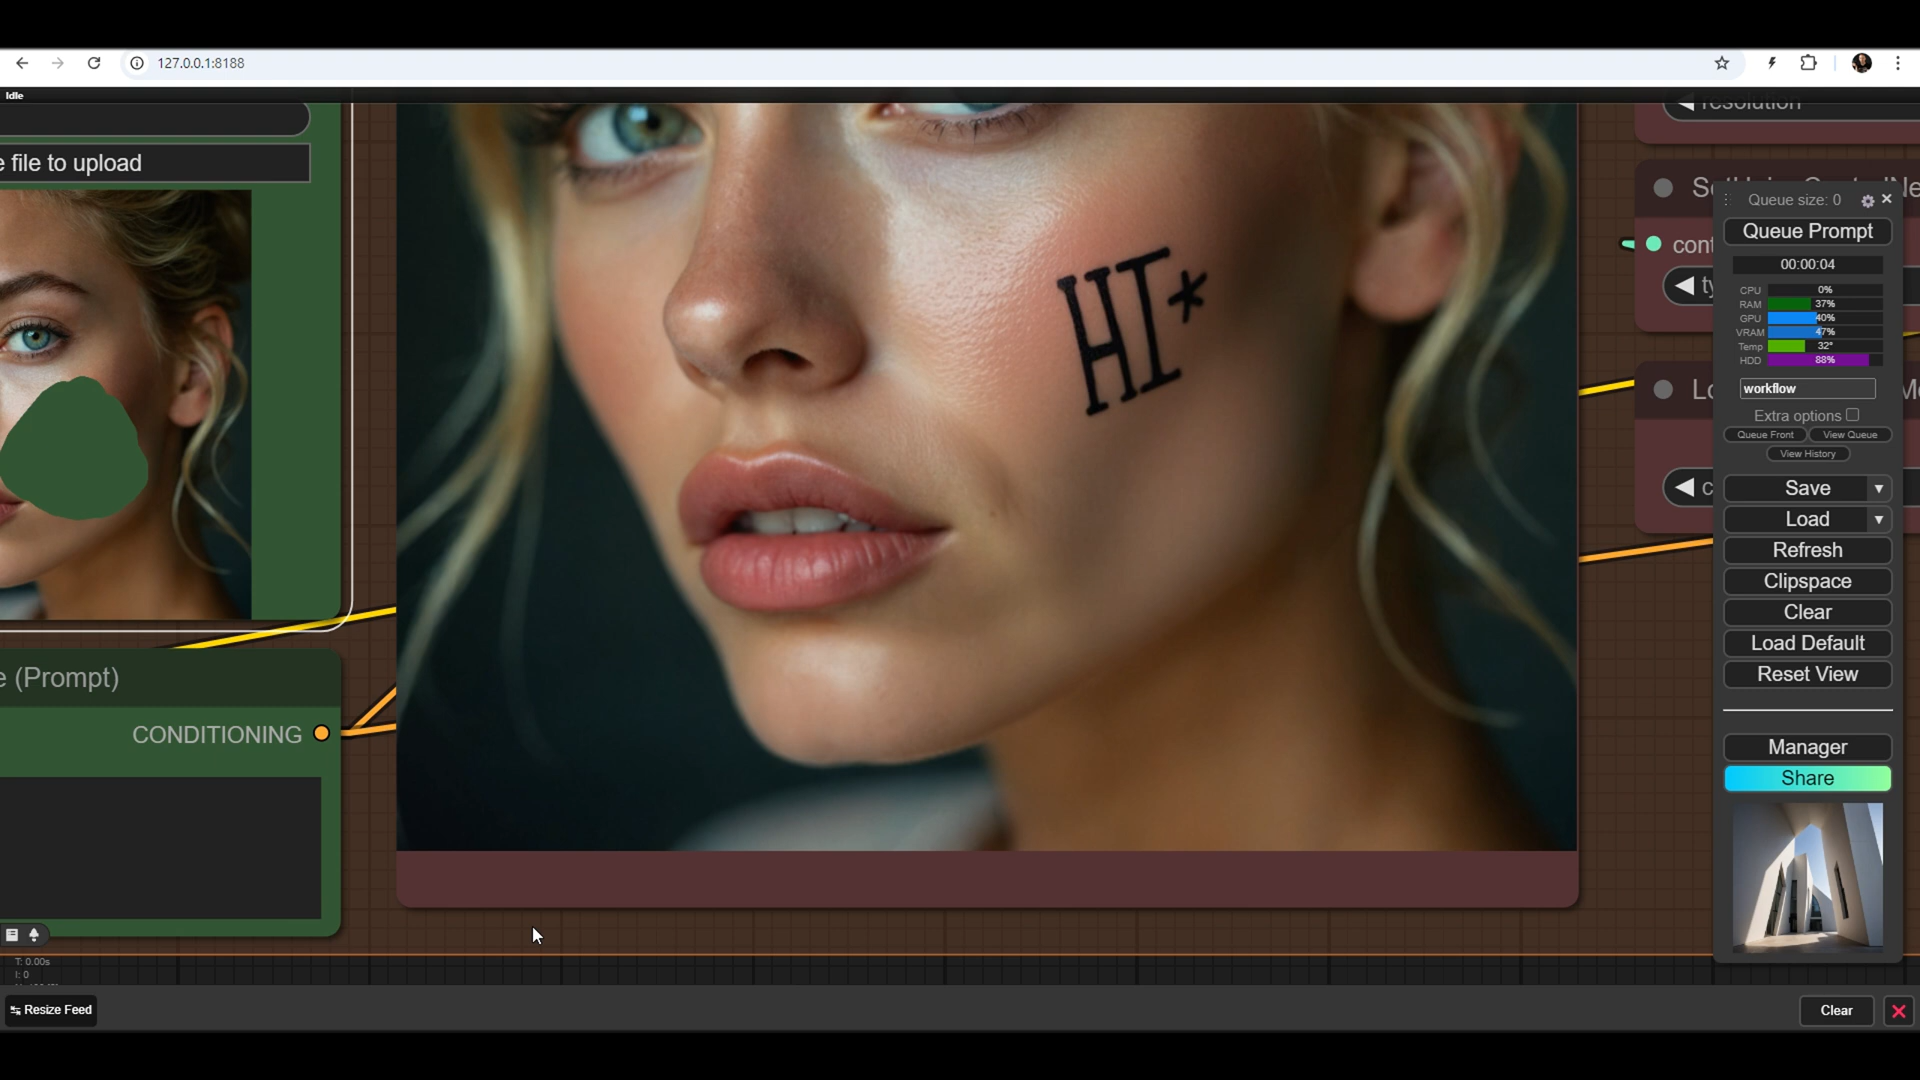 127.0.0.1:8188
Idle
resolution
e file to upload
HI*
Queue size: 0
Queue Prompt
00:00:04
CPU 0%
RAM 37%
GPU 40%
VRAM 47%
Temp 32°
HDD 88%
workflow
Extra options
Queue Front View Queue
View History
Save
Load
Refresh
Clipspace
Clear
Load Default
Reset View
Manager
Share
e (Prompt)
CONDITIONING
T: 0.00s
I: 0
Resize Feed
Clear